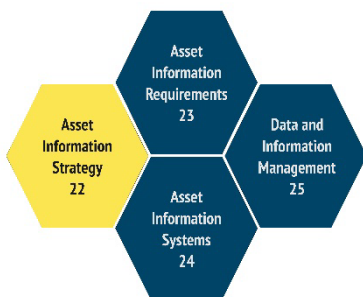 Asset
Information
Requirements
23
Asset
Information
Strategy
22
Data and
Information
Management
25
Asset
Information
Systems
24